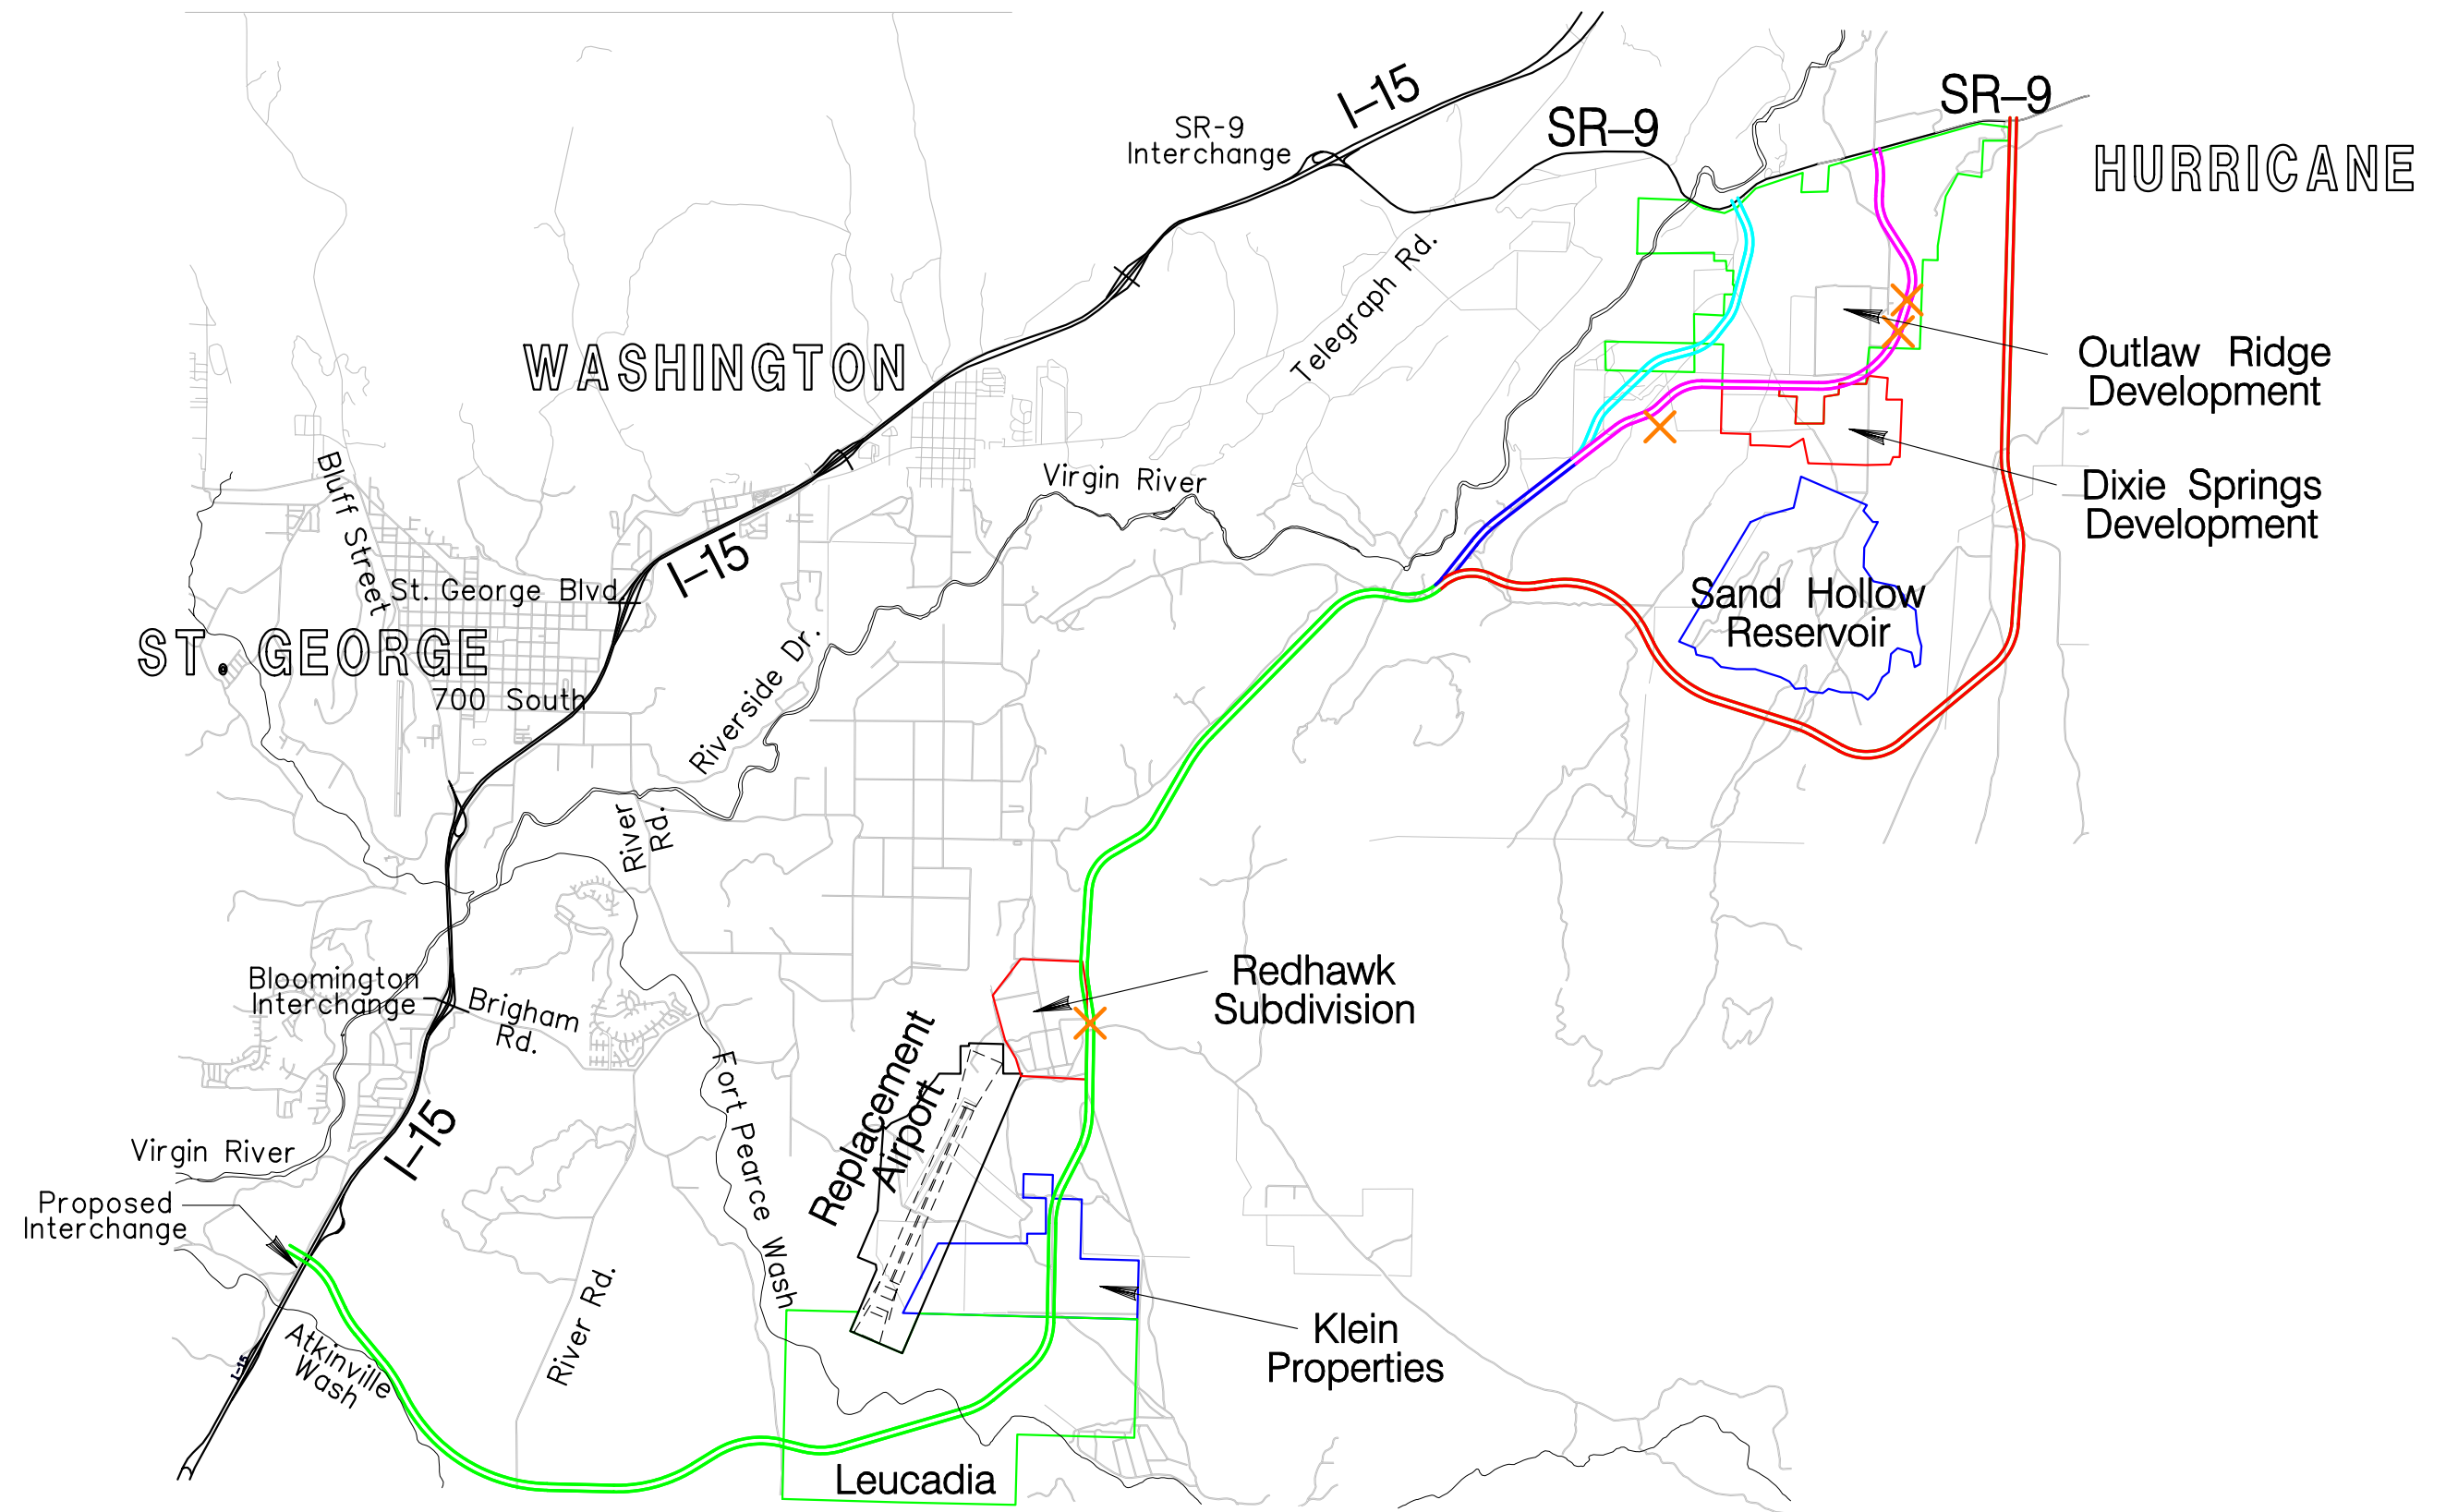 I-15
SR-9
Interchange
SR-9
SR-9
HURRICANE
Telegraph Rd.
WASHINGTON
Outlaw Ridge
Development
Bluff Street
Virgin River
Dixie Springs
Development
I-15
St. George Blvd.
Sand Hollow
Reservoir
ST. GEORGE
700 South
Riverside Dr.
River
Rd.
Bloomington
Interchange
Brigham
Rd.
Redhawk
Subdivision
Replacement
Airport
Fort Pearce Wash
I-15
Virgin River
Proposed
Interchange
River Rd.
Atkinville
Wash
I-15
Klein
Properties
Leucadia